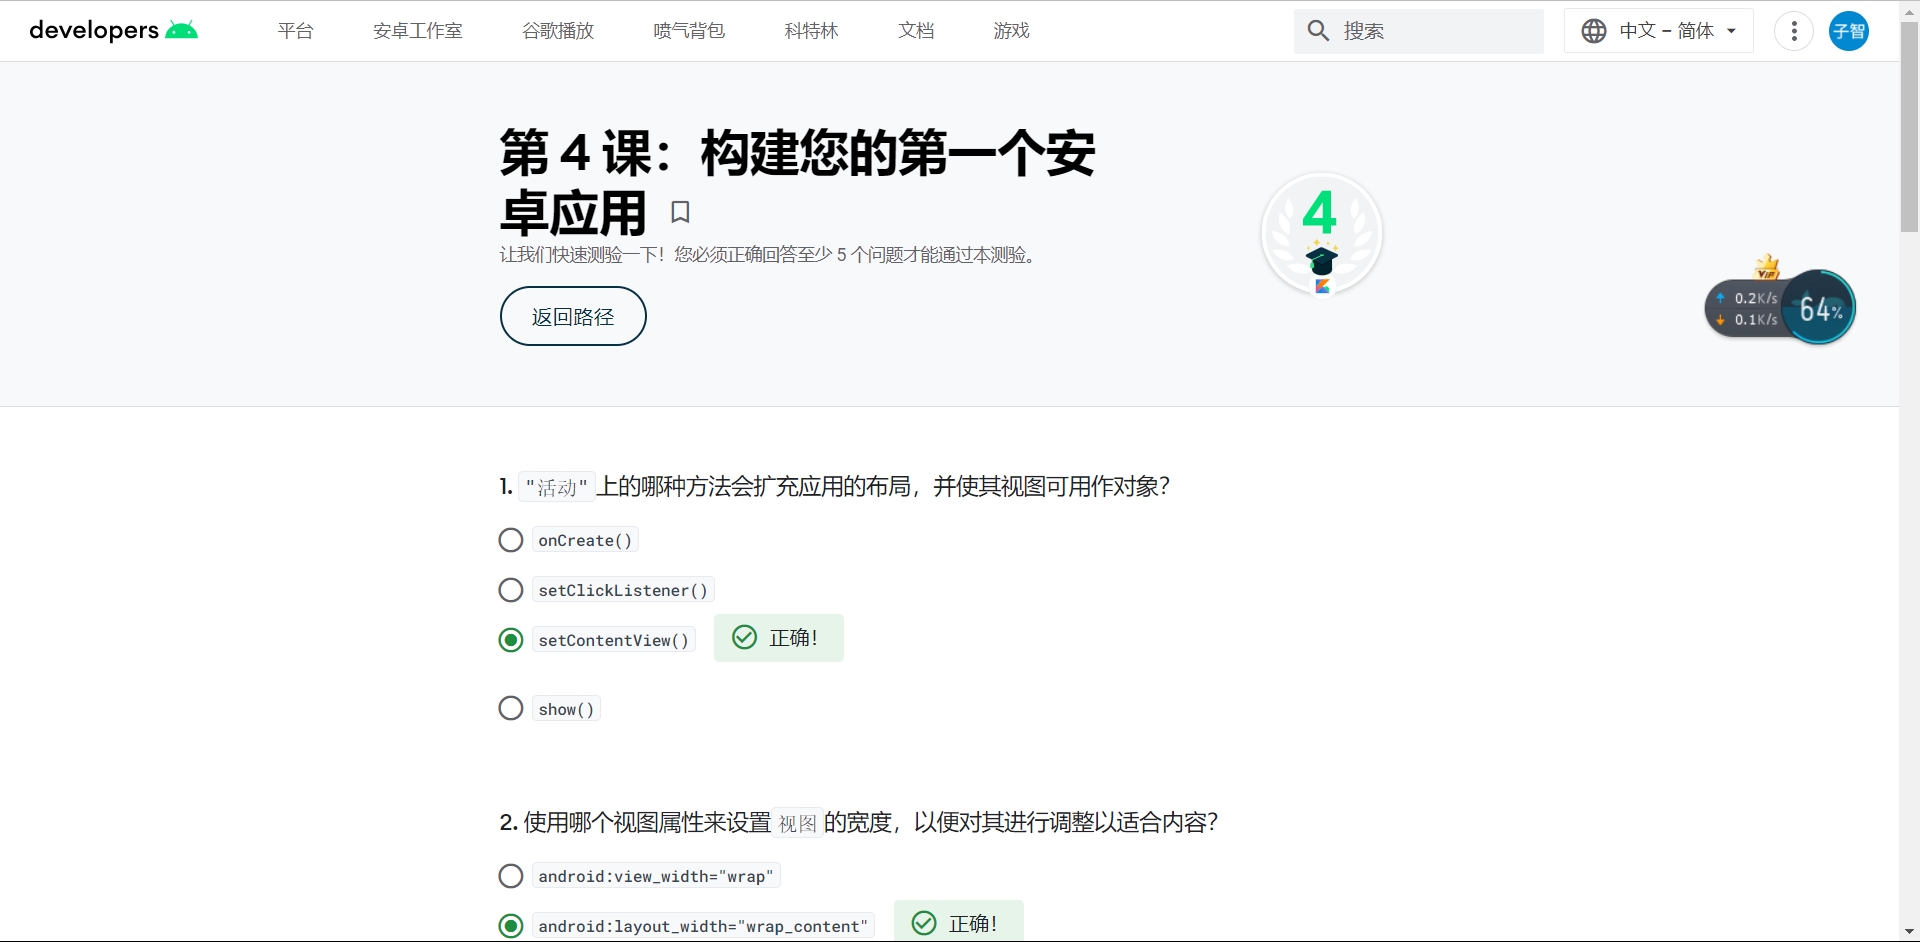 developers 平台 安卓工作室 谷歌播放 喷气背包 科特林 文档 游戏 搜索 中文 – 简体 子智
第 4 课：构建您的第一个安
卓应用
让我们快速测验一下！您必须正确回答至少 5 个问题才能通过本测验。
返回路径
4
VIP
0.2K/s
0.1K/s
64%
1. "活动"上的哪种方法会扩充应用的布局，并使其视图可用作对象？
onCreate()
setClickListener()
setContentView() 正确！
show()
2. 使用哪个视图属性来设置视图的宽度，以便对其进行调整以适合内容？
android:view_width="wrap"
android:layout_width="wrap_content" 正确！